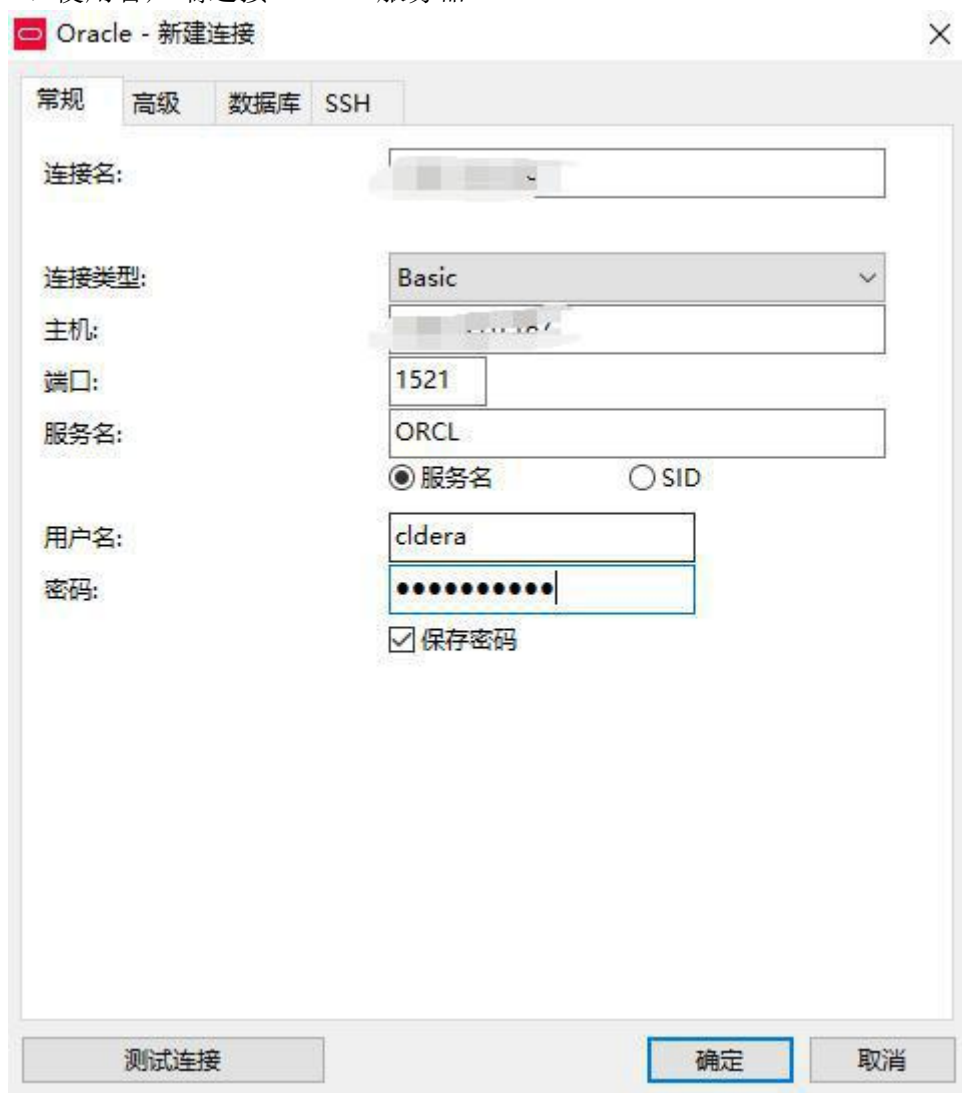 Oracle - 新建连接
常规 高级 数据库 SSH
连接名:
连接类型: Basic
主机:
端口: 1521
服务名: ORCL
服务名 SID
用户名: cldera
密码: ●●●●●●●●●●
保存密码
测试连接 确定 取消